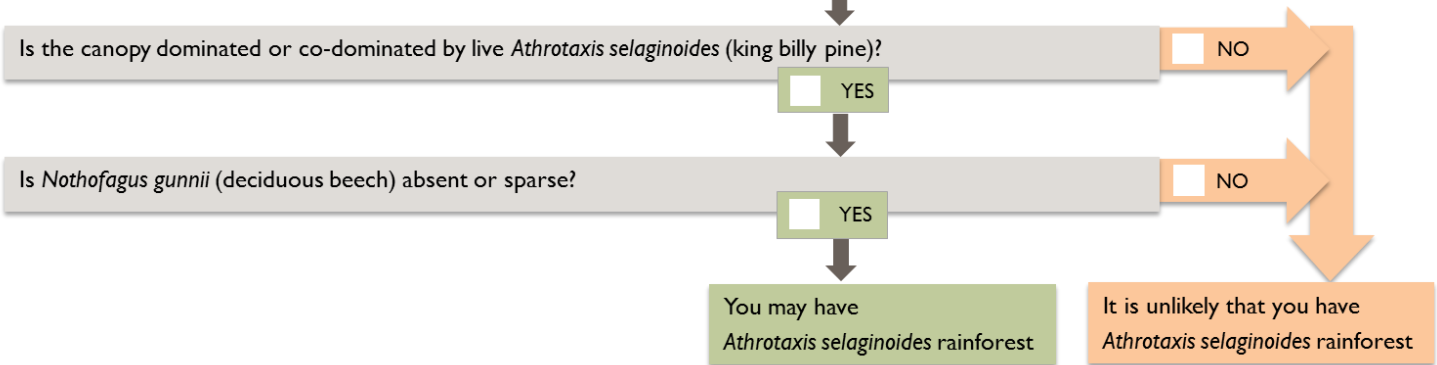 Is the canopy dominated or co-dominated by live Athrotaxis selaginoides (king billy pine)?
NO
YES
Is Nothofagus gunnii (deciduous beech) absent or sparse?
NO
YES
You may have
Athrotaxis selaginoides rainforest
It is unlikely that you have
Athrotaxis selaginoides rainforest